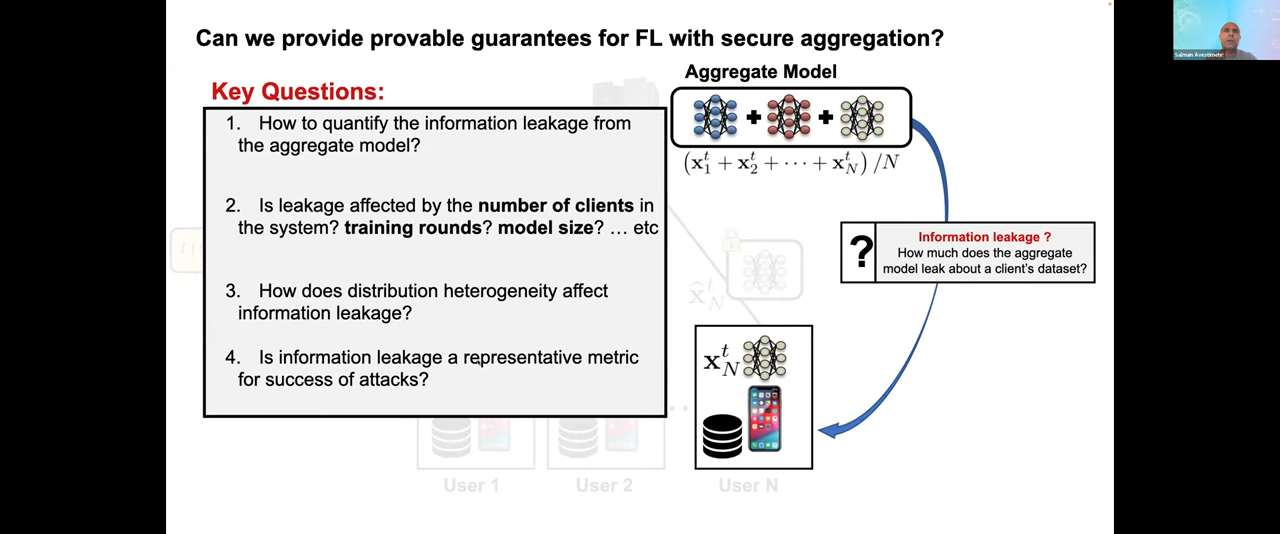 Can we provide provable guarantees for FL with secure aggregation?
Salman Avestimehr
Key Questions:
1. How to quantify the information leakage from
the aggregate model?
2. Is leakage affected by the number of clients in
the system? training rounds? model size? ... etc
3. How does distribution heterogeneity affect
information leakage?
4. Is information leakage a representative metric
for success of attacks?
Aggregate Model
(x_1^t + x_2^t + ⋯ + x_N^t) /N
?
Information leakage ?
How much does the aggregate
model leak about a client's dataset?
x̂_N^t
x_N^t
User 1
User 2
User N